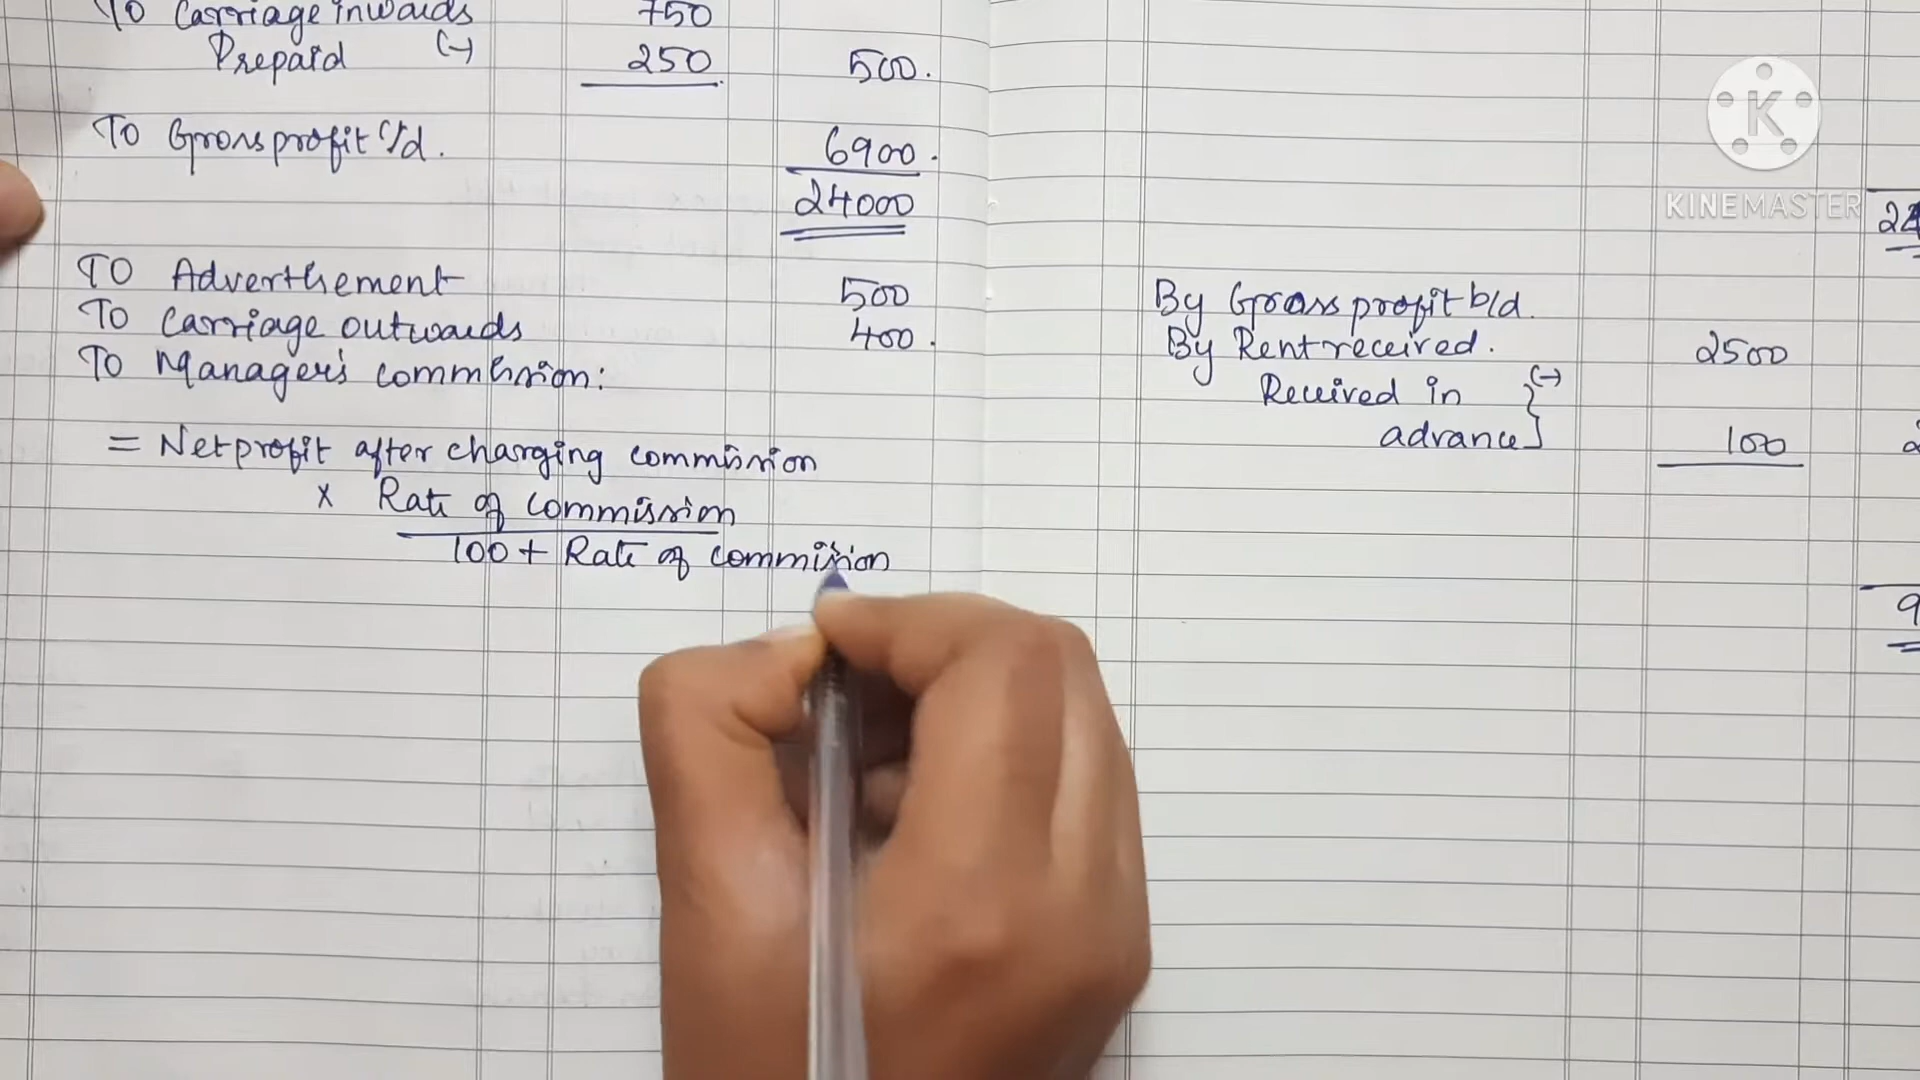 To Carriage inwards 750
Prepaid (-) 250 500.
To Gross profit c/d. 6900.
24000
TO Advertisement 500
To Carriage outwards 400.
To Manager's commission:
= Net profit after charging commission
x Rate of commission
100 + Rate of commission
K
KINEMASTER
By Gross profit b/d.
By Rent received. 2500
Received in (-)
advance 100
9